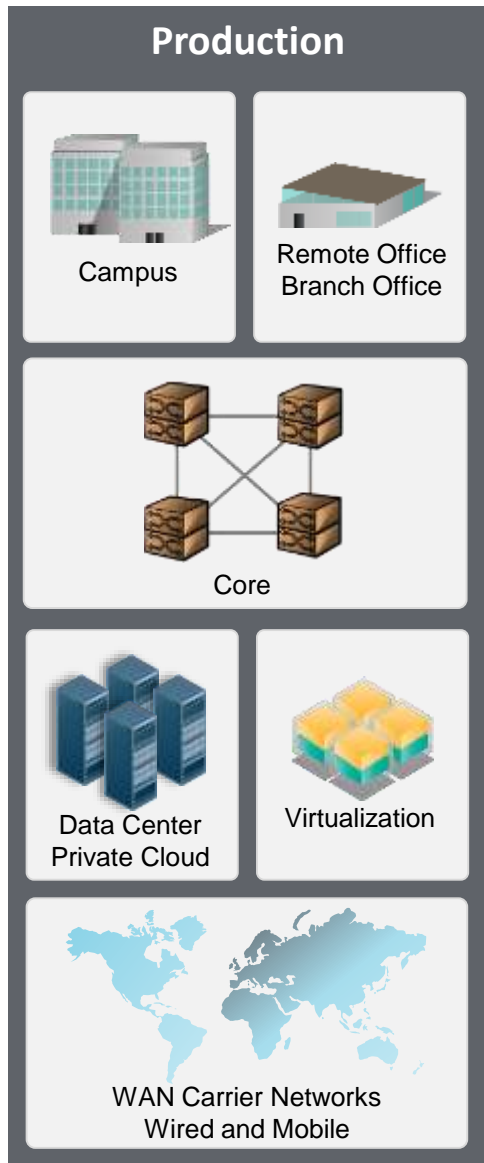 Production
Campus
Remote Office
Branch Office
Core
Data Center
Private Cloud
Virtualization
WAN Carrier Networks
Wired and Mobile